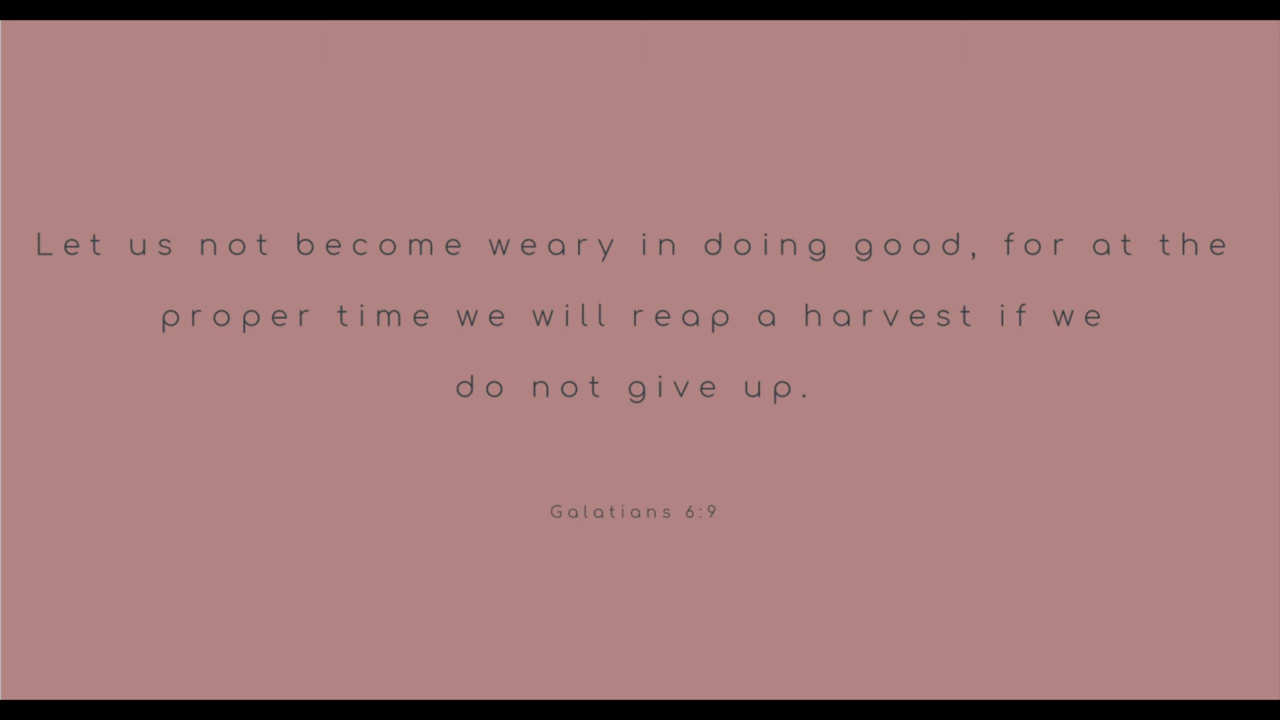 Let us not become weary in doing good, for at the
proper time we will reap a harvest if we
do not give up.
Galatians 6:9